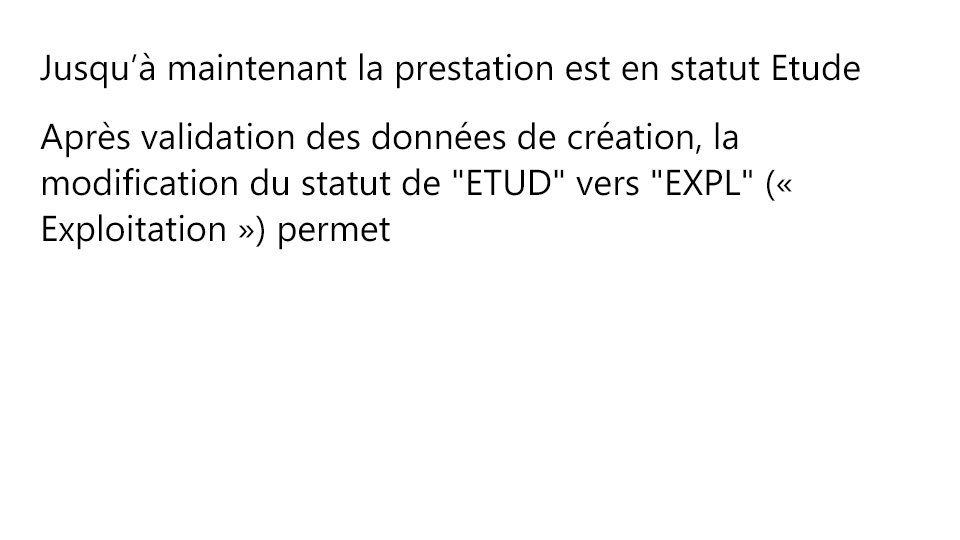 Jusqu’à maintenant la prestation est en statut Etude
Après validation des données de création, la
modification du statut de "ETUD" vers "EXPL" («
Exploitation ») permet